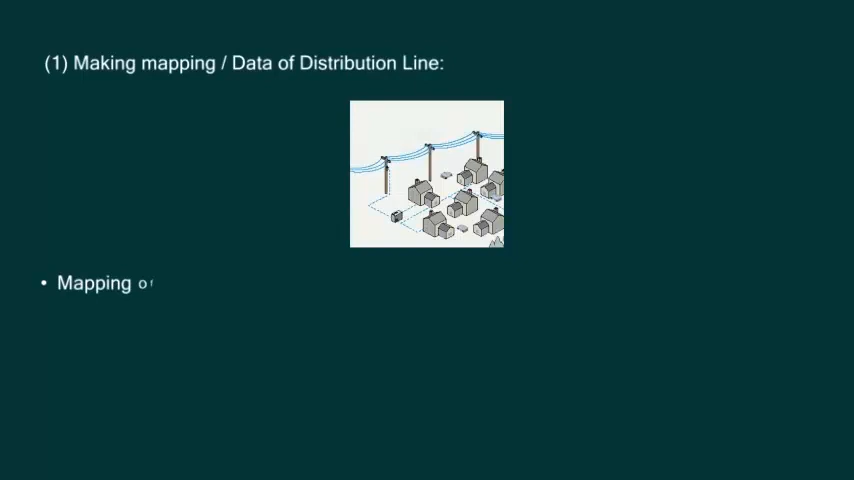 (1) Making mapping / Data of Distribution Line:
• Mapping of